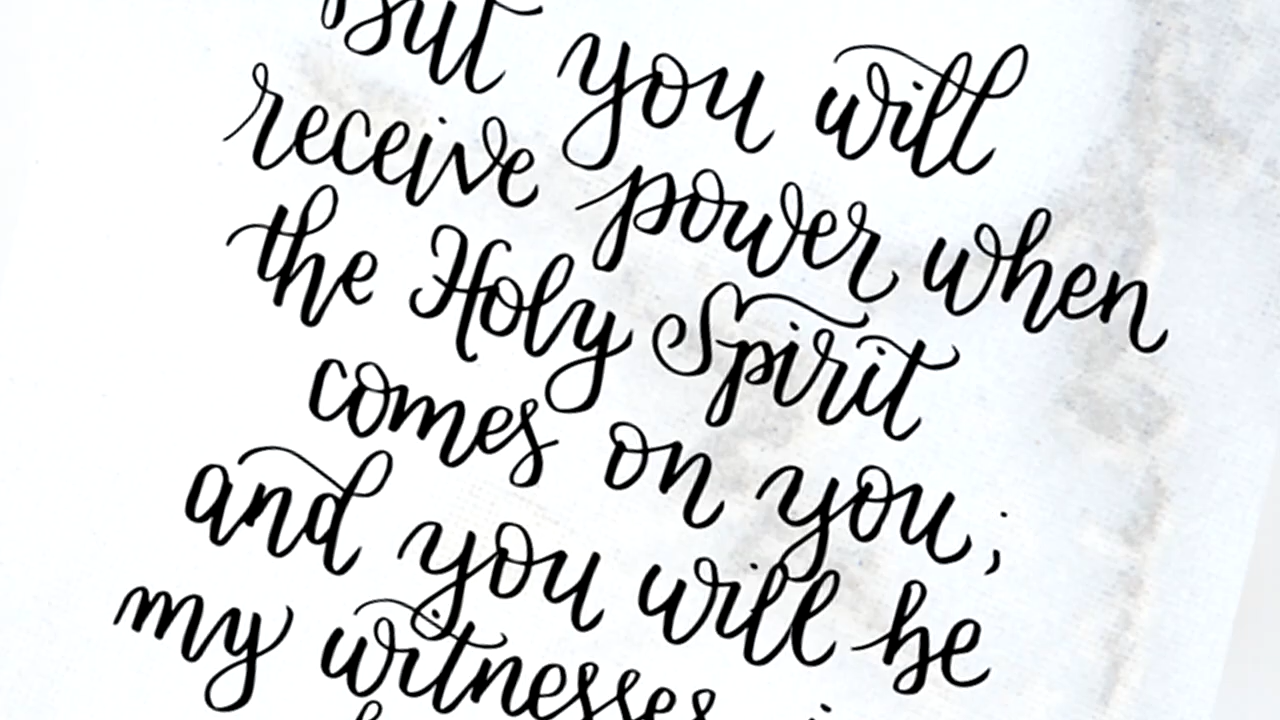 But you will
receive power when
the Holy Spirit
comes on you;
and you will be
my witnesses